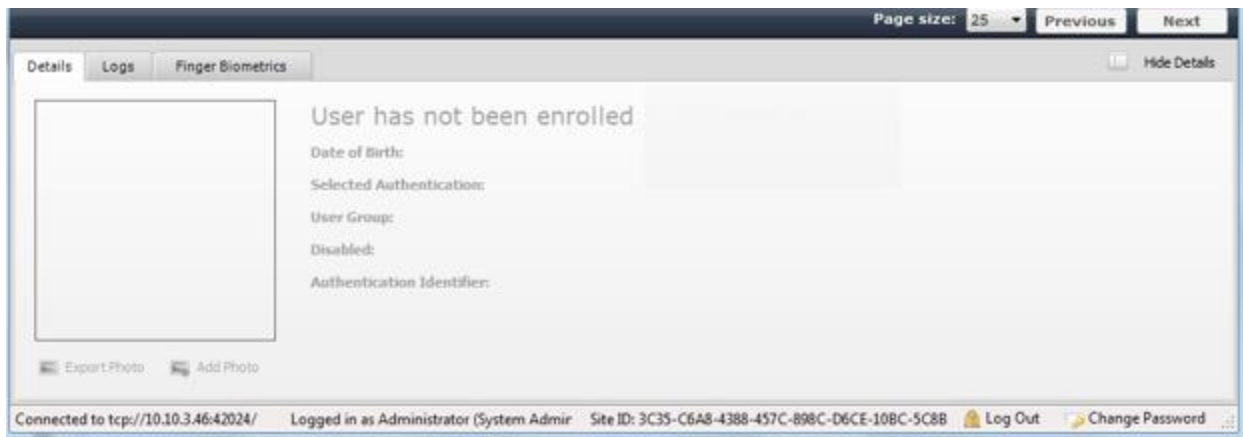 Page size: 25 Previous Next
Details Logs Finger Biometrics Hide Details
User has not been enrolled
Date of Birth:
Selected Authentication:
User Group:
Disabled:
Authentication Identifier:
Export Photo Add Photo
Connected to tcp://10.10.3.46:42024/ Logged in as Administrator (System Admir Site ID: 3C35-C6A8-4388-457C-898C-D6CE-10BC-5C8B Log Out Change Password